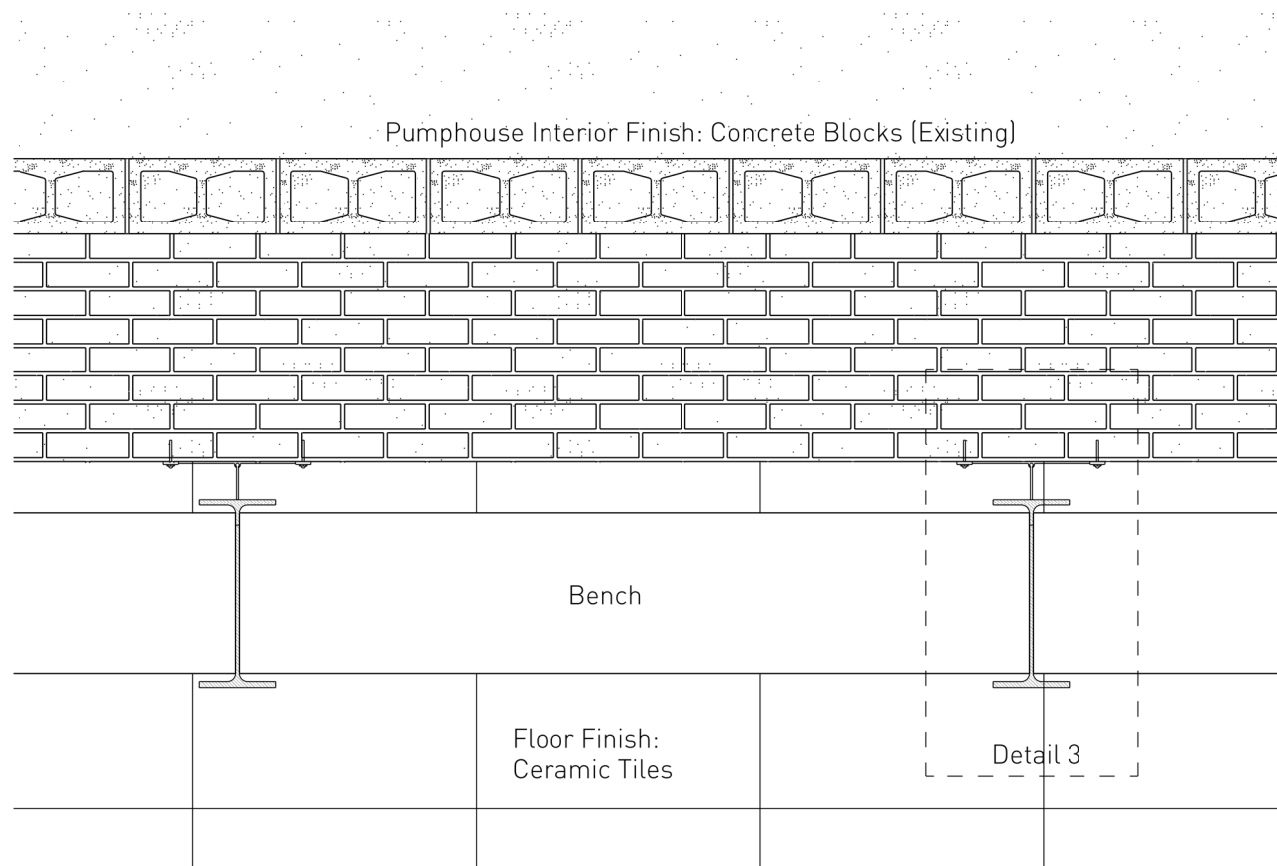 Pumphouse Interior Finish: Concrete Blocks (Existing)
Bench
Floor Finish:
Ceramic Tiles
Detail 3